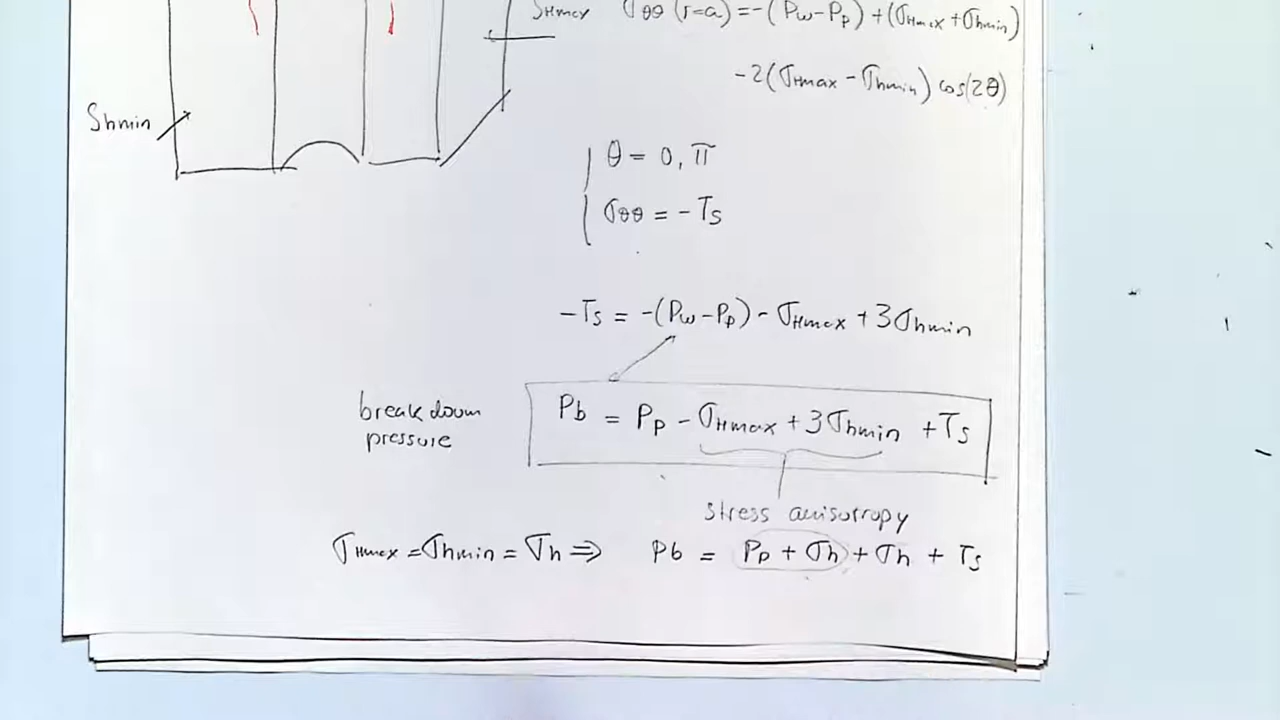 SHmax σθθ (r=a) = -(Pw-Pp) + (σHmax + σhmin)
-2(σHmax - σhmin) cos(2θ)
Shmin
θ = 0, π
σθθ = - Ts
-Ts = -(Pw-Pp) - σHmax + 3σhmin
breakdown
pressure
Pb = Pp - σHmax + 3σhmin + Ts
stress anisotropy
σHmax = σhmin = σh ⇒ Pb = Pp + σh + σh + Ts